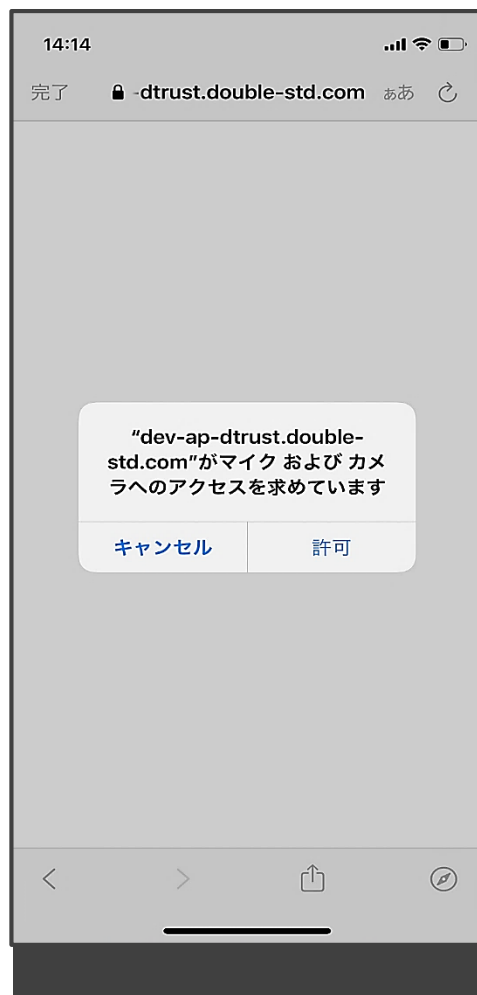 14:14
完了 -dtrust.double-std.com ぁあ
“dev-ap-dtrust.double-
std.com”がマイク および カメ
ラへのアクセスを求めています
キャンセル 許可